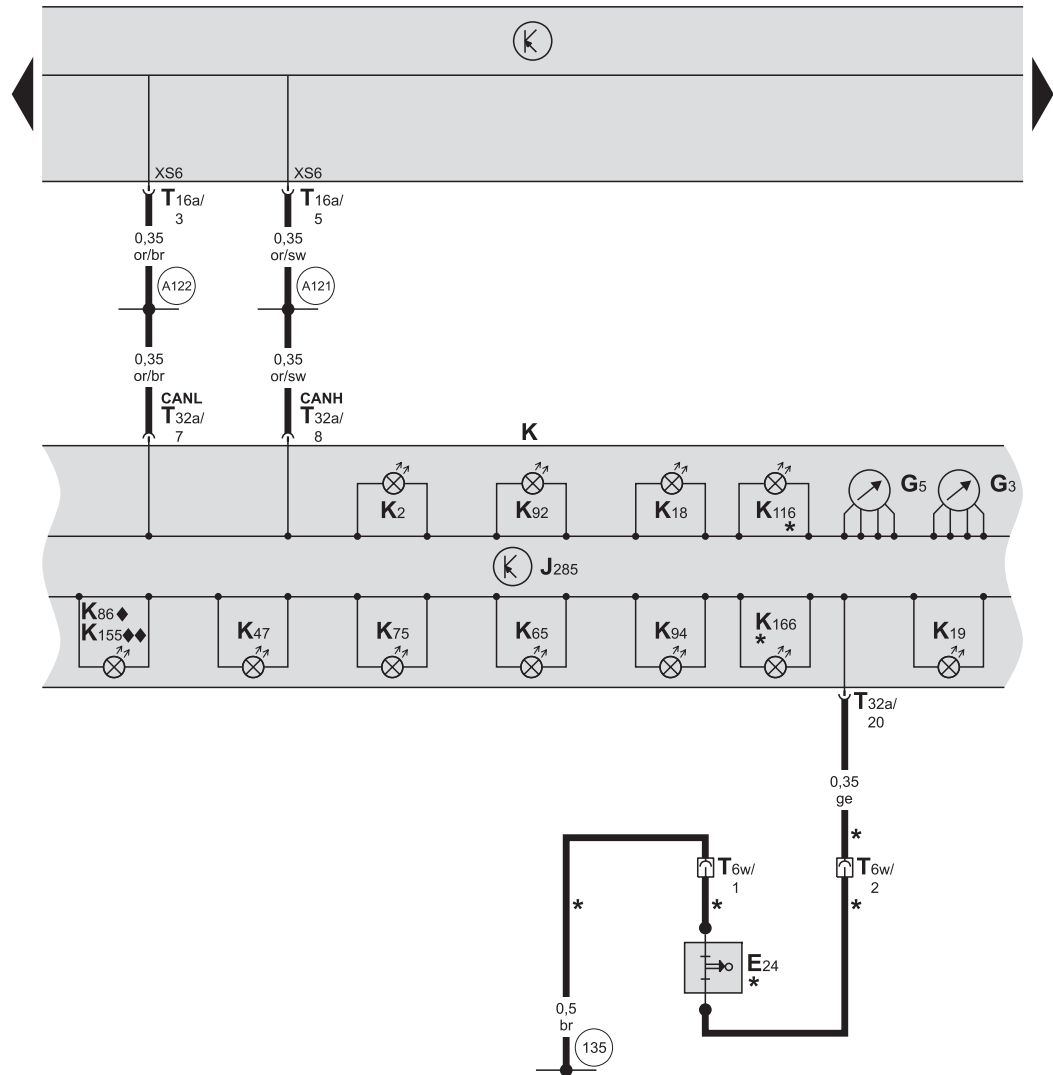 XS6 XS6
T16a/ T16a/
3 5
0,35 0,35
or/br or/sw
A122 A121
0,35 0,35
or/br or/sw
CANL CANH
T32a/ T32a/
7 8
K
K2 K92 K18 K116 G5 G3
*
J285
K86♦
K155♦♦ K47 K75 K65 K94 K166 K19
*
T32a/
20
0,35
ge
*
T6w/ T6w/
1 2
* * *
E24
*
0,5
br
135